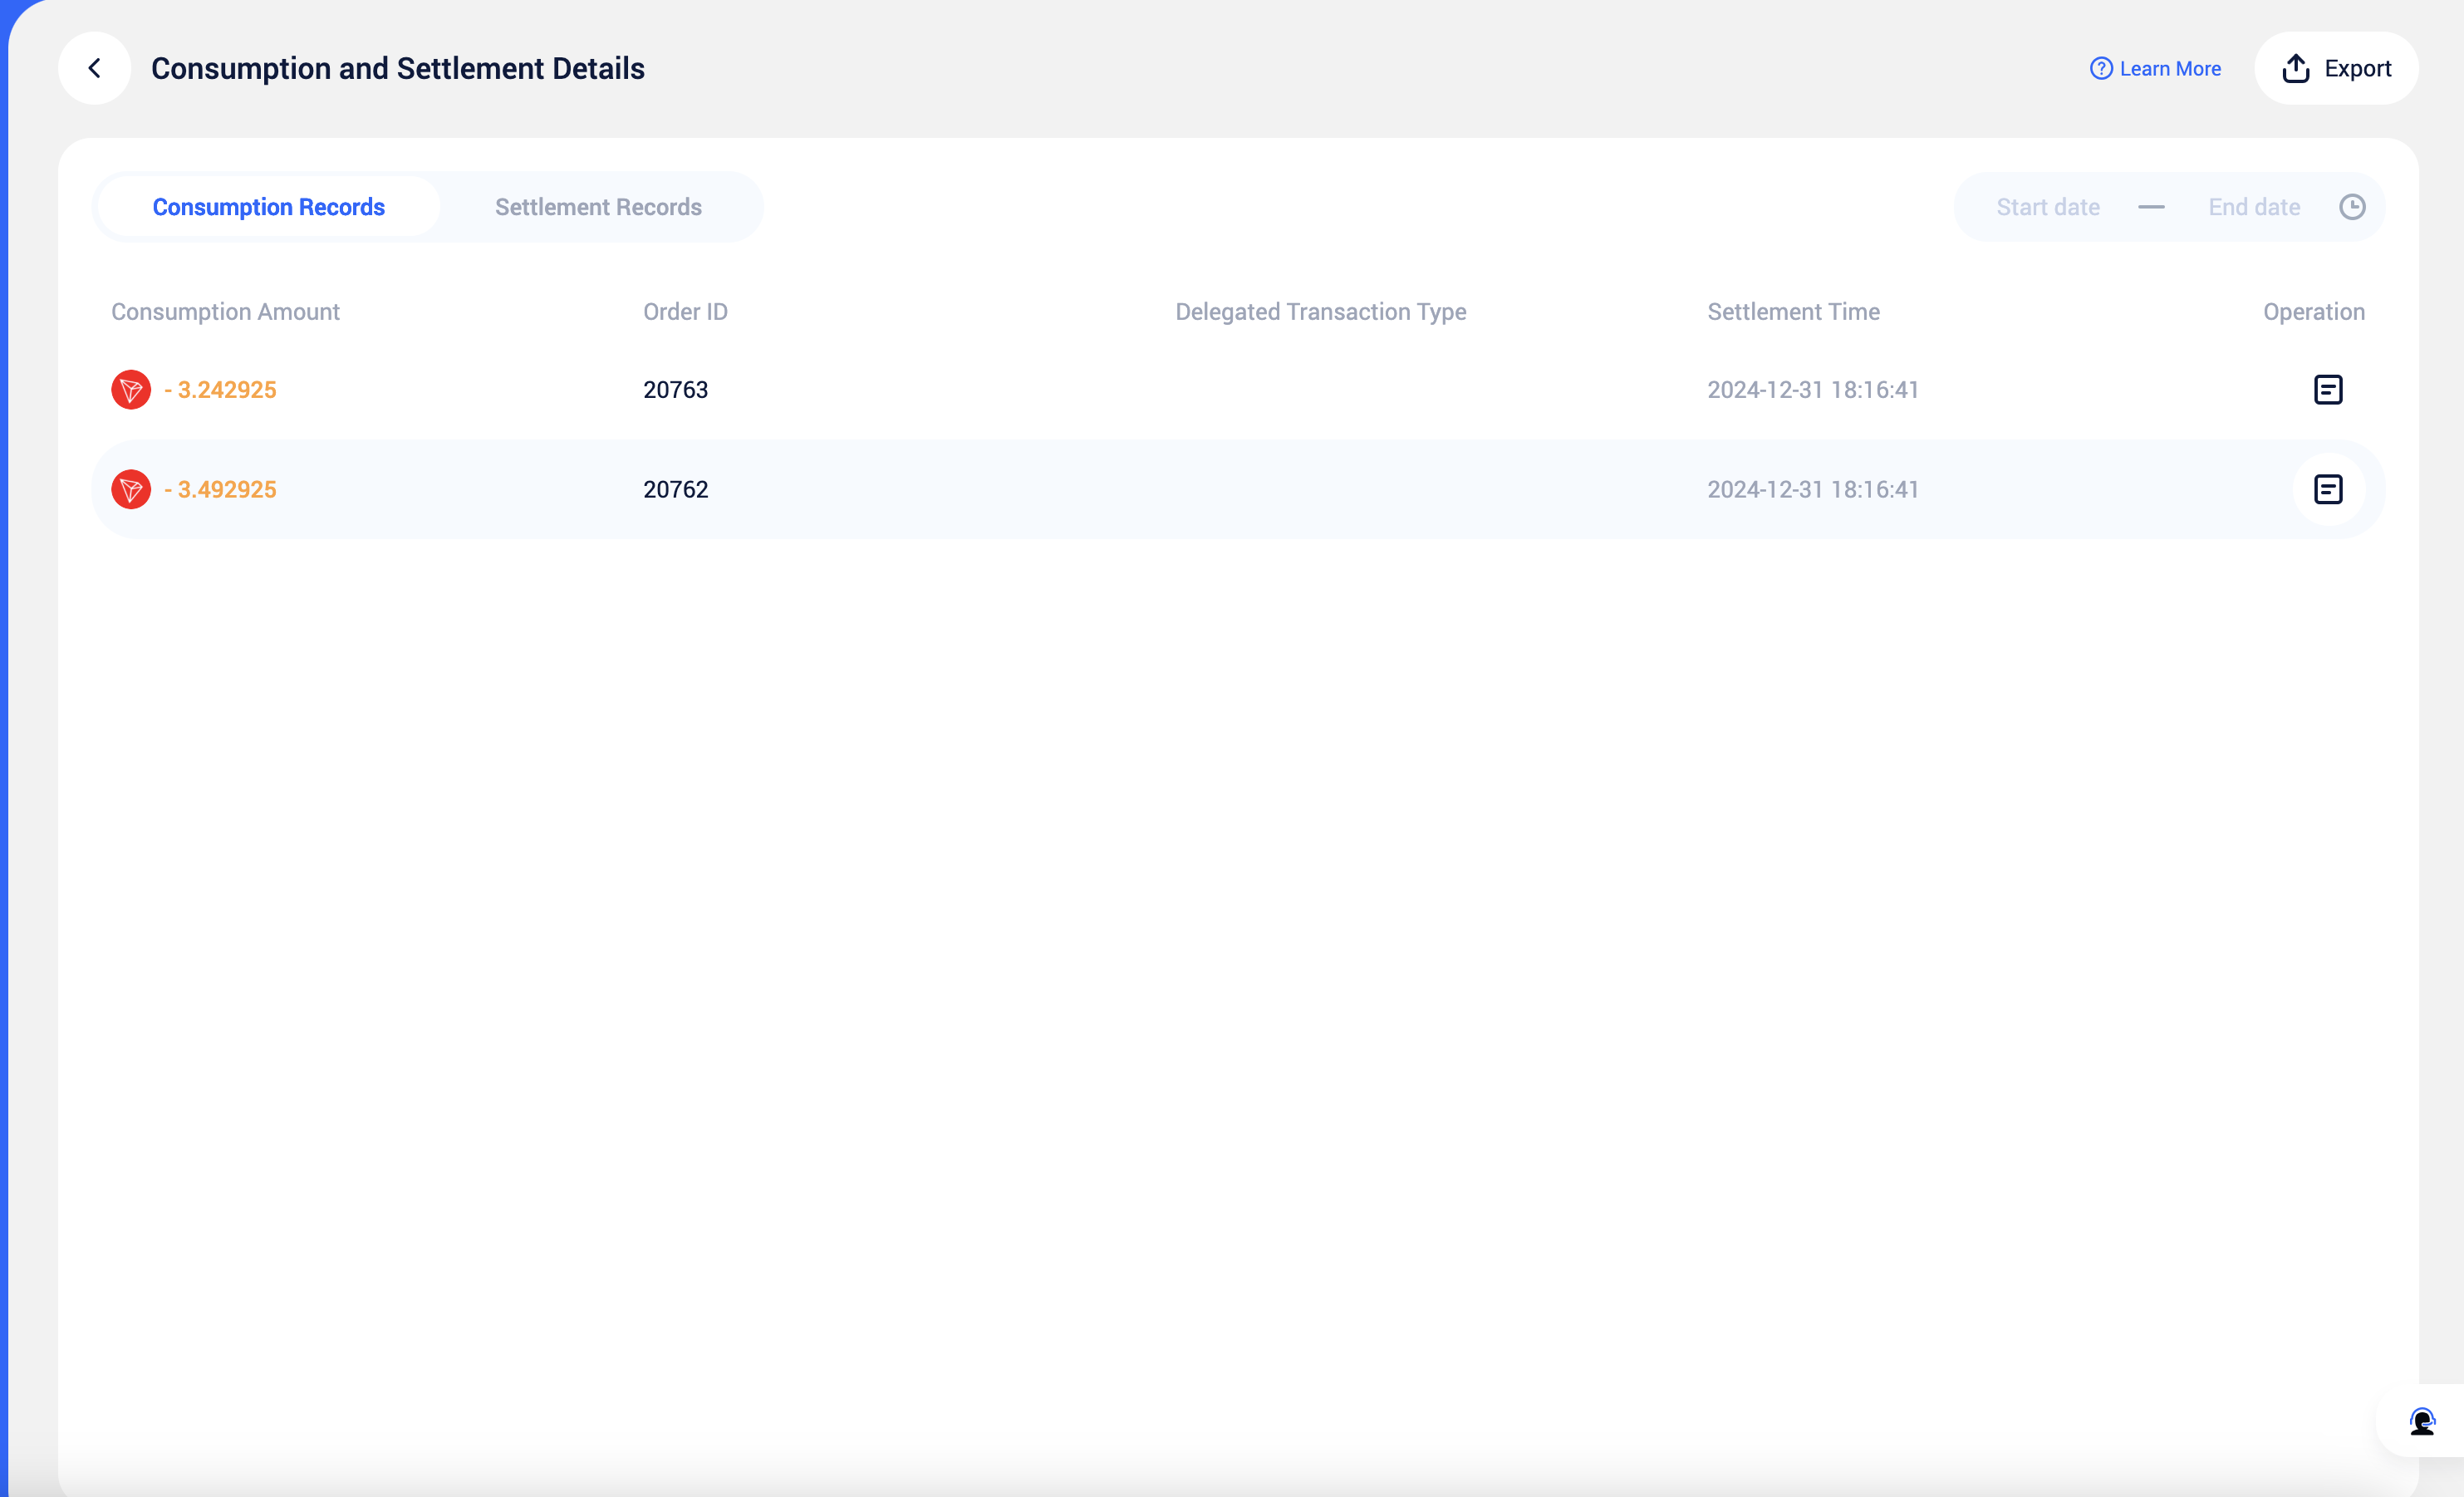 Consumption and Settlement Details
Learn More
Export
Consumption Records
Settlement Records
Start date — End date
Consumption Amount Order ID Delegated Transaction Type Settlement Time Operation
- 3.242925 20763 2024-12-31 18:16:41
- 3.492925 20762 2024-12-31 18:16:41